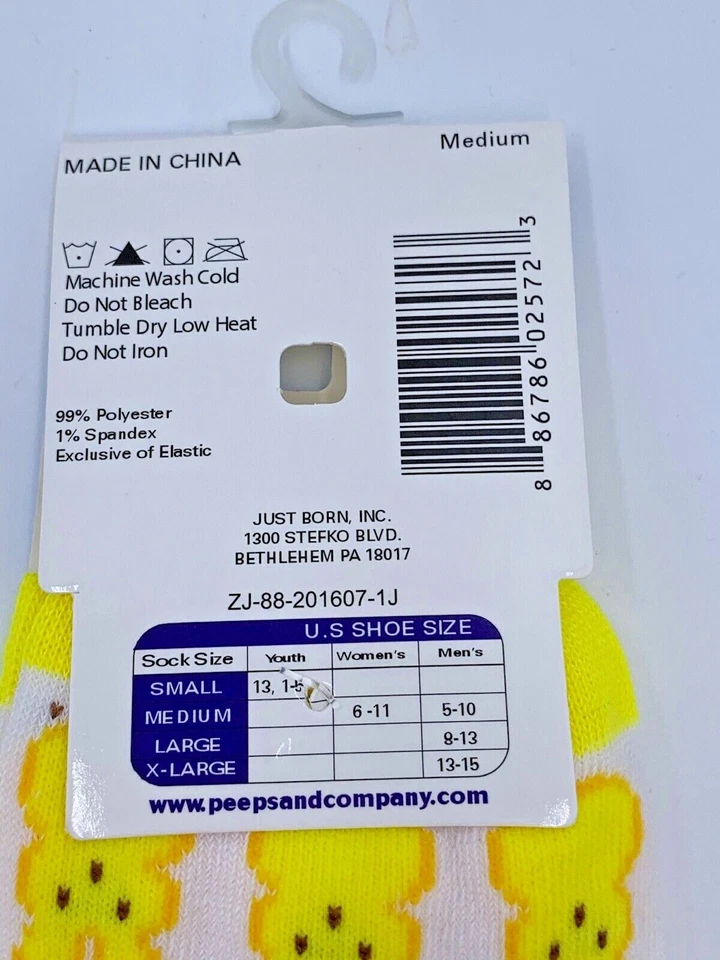 Medium
MADE IN CHINA
Machine Wash Cold
Do Not Bleach
Tumble Dry Low Heat
Do Not Iron
99% Polyester
1% Spandex
Exclusive of Elastic
8 86786 02572 3
JUST BORN, INC.
1300 STEFKO BLVD.
BETHLEHEM PA 18017
ZJ-88-201607-1J
U.S SHOE SIZE
Sock Size Youth Women's Men's
SMALL 13, 1-5
MEDIUM 6 -11 5-10
LARGE 8-13
X-LARGE 13-15
www.peepsandcompany.com